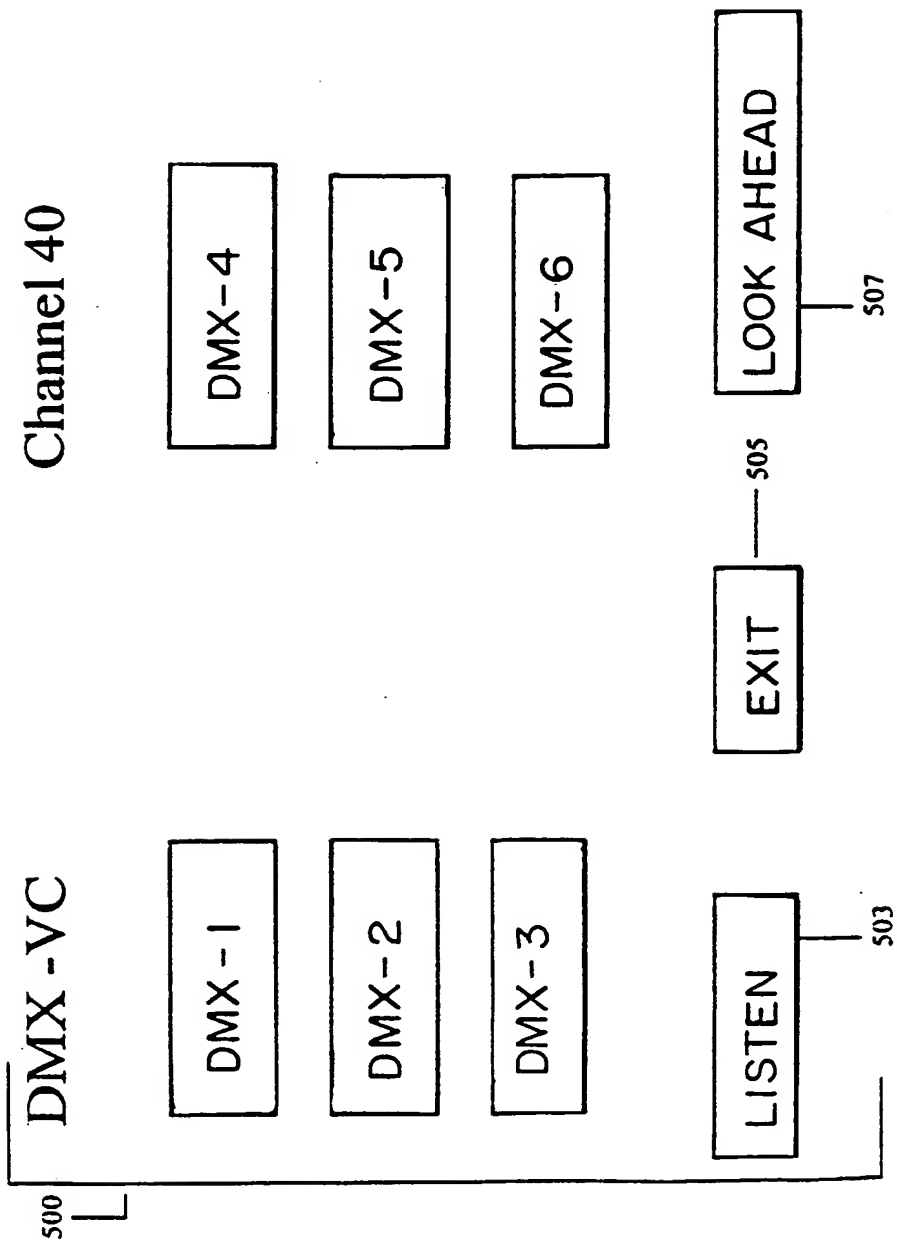 500
DMX -VC Channel 40
DMX-1 DMX-4
DMX-2 DMX-5
DMX-3 DMX-6
LISTEN EXIT 505 LOOK AHEAD
503 507